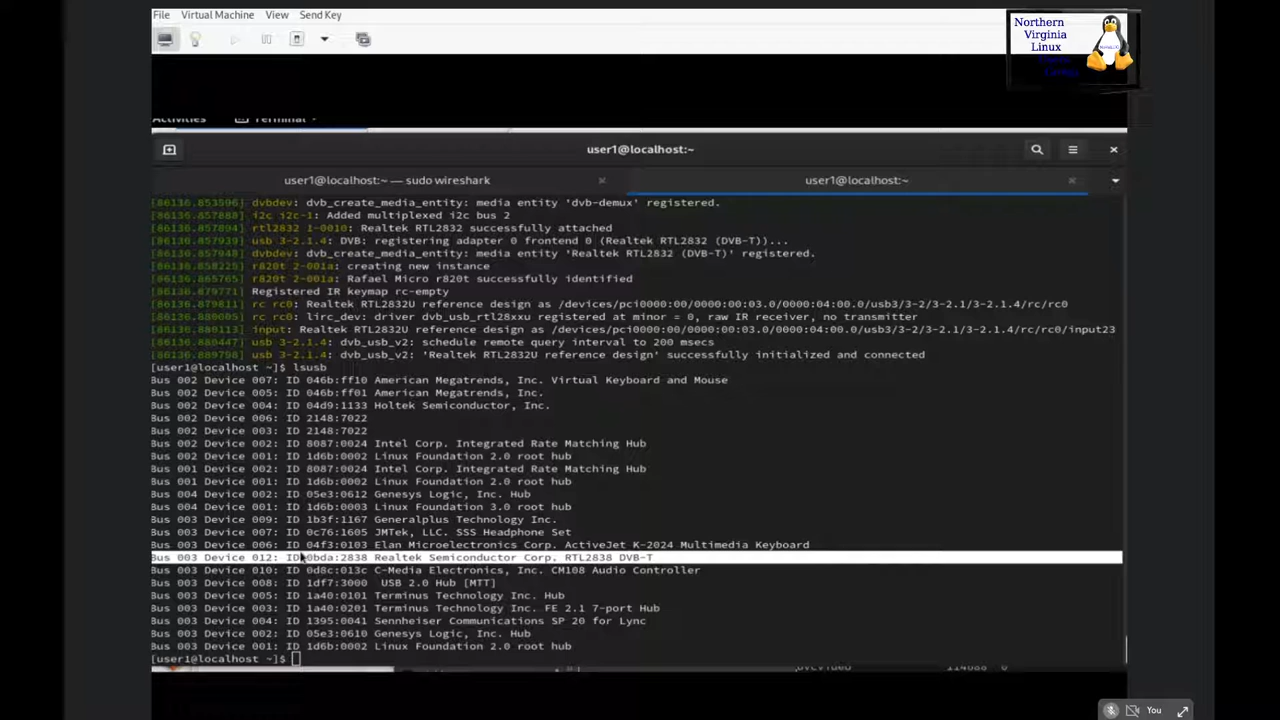 File Virtual Machine View Send Key
Northern
Virginia
Linux
Activities Terminal
user1@localhost:~
user1@localhost:~ — sudo wireshark user1@localhost:~
[86136.853596] dvbdev: dvb_create_media_entity: media entity 'dvb-demux' registered.
[86136.857888] i2c i2c-1: Added multiplexed i2c bus 2
[86136.857894] rtl2832 1-0010: Realtek RTL2832 successfully attached
[86136.857939] usb 3-2.1.4: DVB: registering adapter 0 frontend 0 (Realtek RTL2832 (DVB-T))...
[86136.857948] dvbdev: dvb_create_media_entity: media entity 'Realtek RTL2832 (DVB-T)' registered.
[86136.858225] r820t 2-001a: creating new instance
[86136.865765] r820t 2-001a: Rafael Micro r820t successfully identified
[86136.879771] Registered IR keymap rc-empty
[86136.879811] rc rc0: Realtek RTL2832U reference design as /devices/pci0000:00/0000:00:03.0/0000:04:00.0/usb3/3-2/3-2.1/3-2.1.4/rc/rc0
[86136.880005] rc rc0: lirc_dev: driver dvb_usb_rtl28xxu registered at minor = 0, raw IR receiver, no transmitter
[86136.880113] input: Realtek RTL2832U reference design as /devices/pci0000:00/0000:00:03.0/0000:04:00.0/usb3/3-2/3-2.1/3-2.1.4/rc/rc0/input23
[86136.880447] usb 3-2.1.4: dvb_usb_v2: schedule remote query interval to 200 msecs
[86136.889798] usb 3-2.1.4: dvb_usb_v2: 'Realtek RTL2832U reference design' successfully initialized and connected
[user1@localhost ~]$ lsusb
Bus 002 Device 007: ID 046b:ff10 American Megatrends, Inc. Virtual Keyboard and Mouse
Bus 002 Device 005: ID 046b:ff01 American Megatrends, Inc.
Bus 002 Device 004: ID 04d9:1133 Holtek Semiconductor, Inc.
Bus 002 Device 006: ID 2148:7022
Bus 002 Device 003: ID 2148:7022
Bus 002 Device 002: ID 8087:0024 Intel Corp. Integrated Rate Matching Hub
Bus 002 Device 001: ID 1d6b:0002 Linux Foundation 2.0 root hub
Bus 001 Device 002: ID 8087:0024 Intel Corp. Integrated Rate Matching Hub
Bus 001 Device 001: ID 1d6b:0002 Linux Foundation 2.0 root hub
Bus 004 Device 002: ID 05e3:0612 Genesys Logic, Inc. Hub
Bus 004 Device 001: ID 1d6b:0003 Linux Foundation 3.0 root hub
Bus 003 Device 009: ID 1b3f:1167 Generalplus Technology Inc.
Bus 003 Device 007: ID 0c76:1605 JMTek, LLC. SSS Headphone Set
Bus 003 Device 006: ID 04f3:0103 Elan Microelectronics Corp. ActiveJet K-2024 Multimedia Keyboard
Bus 003 Device 012: ID 0bda:2838 Realtek Semiconductor Corp. RTL2838 DVB-T
Bus 003 Device 010: ID 0d8c:013c C-Media Electronics, Inc. CM108 Audio Controller
Bus 003 Device 008: ID 1df7:3000 USB 2.0 Hub [MTT]
Bus 003 Device 005: ID 1a40:0101 Terminus Technology Inc. Hub
Bus 003 Device 003: ID 1a40:0201 Terminus Technology Inc. FE 2.1 7-port Hub
Bus 003 Device 004: ID 1395:0041 Sennheiser Communications SP 20 for Lync
Bus 003 Device 002: ID 05e3:0610 Genesys Logic, Inc. Hub
Bus 003 Device 001: ID 1d6b:0002 Linux Foundation 2.0 root hub
[user1@localhost ~]$
You